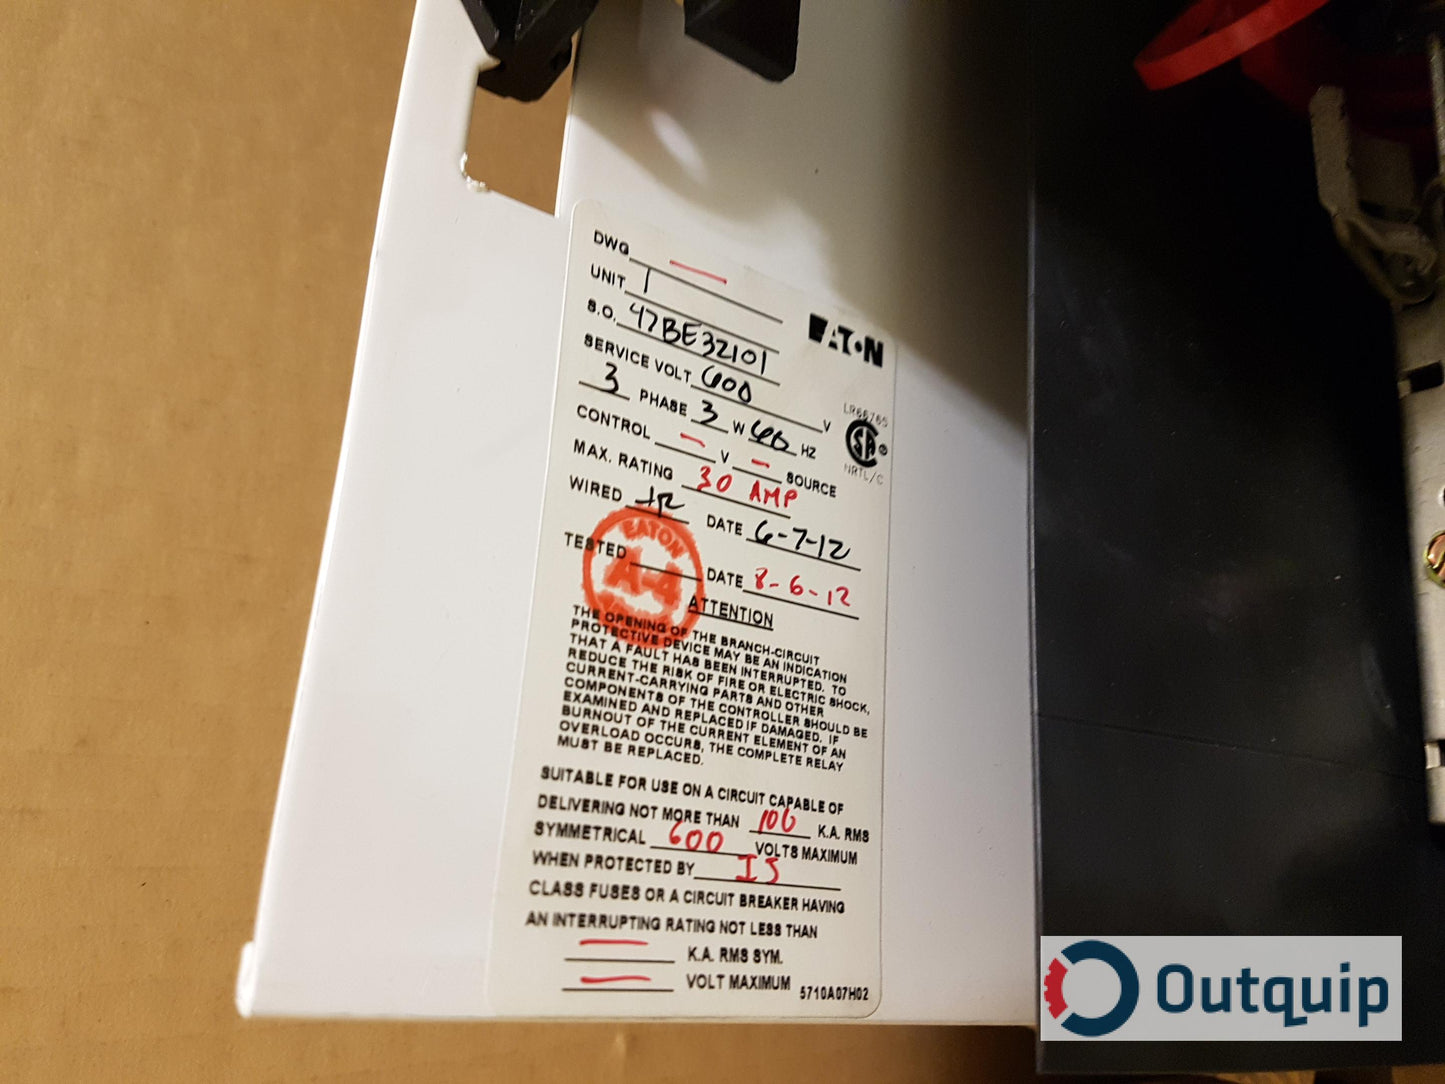 DWG —
UNIT 1
S.O. 47BE32101
EATON
SERVICE VOLT 600 V
3 PHASE 3 W 60 HZ
LR66765
SA
NRTL/C
CONTROL — V — SOURCE
MAX. RATING 30 AMP
WIRED DATE 6-7-12
TESTED DATE 8-6-12
EATON
A-4
ATTENTION
THE OPENING OF THE BRANCH-CIRCUIT
PROTECTIVE DEVICE MAY BE AN INDICATION
THAT A FAULT HAS BEEN INTERRUPTED. TO
REDUCE THE RISK OF FIRE OR ELECTRIC SHOCK,
CURRENT-CARRYING PARTS AND OTHER
COMPONENTS OF THE CONTROLLER SHOULD BE
EXAMINED AND REPLACED IF DAMAGED. IF
BURNOUT OF THE CURRENT ELEMENT OF AN
OVERLOAD OCCURS, THE COMPLETE RELAY
MUST BE REPLACED.
SUITABLE FOR USE ON A CIRCUIT CAPABLE OF
DELIVERING NOT MORE THAN 100 K.A. RMS
SYMMETRICAL 600 VOLTS MAXIMUM
WHEN PROTECTED BY IJ
CLASS FUSES OR A CIRCUIT BREAKER HAVING
AN INTERRUPTING RATING NOT LESS THAN
— K.A. RMS SYM.
— VOLT MAXIMUM 5710A07H02
Outquip